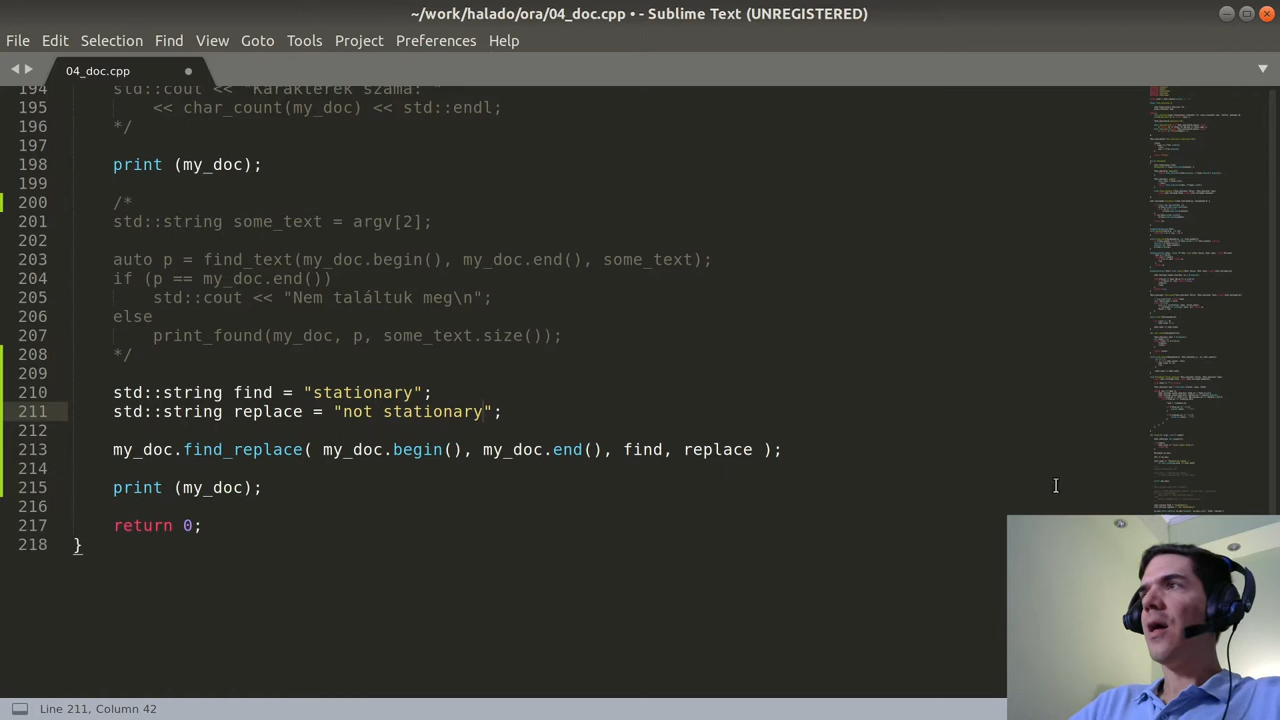 ~/work/halado/ora/04_doc.cpp • - Sublime Text (UNREGISTERED)
File Edit Selection Find View Goto Tools Project Preferences Help
04_doc.cpp
194 std::cout << "Karakterek száma: "
195 << char_count(my_doc) << std::endl;
196 */
197
198 print (my_doc);
199
200 /*
201 std::string some_text = argv[2];
202
203 auto p = find_text(my_doc.begin(), my_doc.end(), some_text);
204 if (p == my_doc.end())
205 std::cout << "Nem találtuk meg\n";
206 else
207 print_found(my_doc, p, some_text.size());
208 */
209
210 std::string find = "stationary";
211 std::string replace = "not stationary";
212
213 my_doc.find_replace( my_doc.begin(), my_doc.end(), find, replace );
214
215 print (my_doc);
216
217 return 0;
218 }
Line 211, Column 42